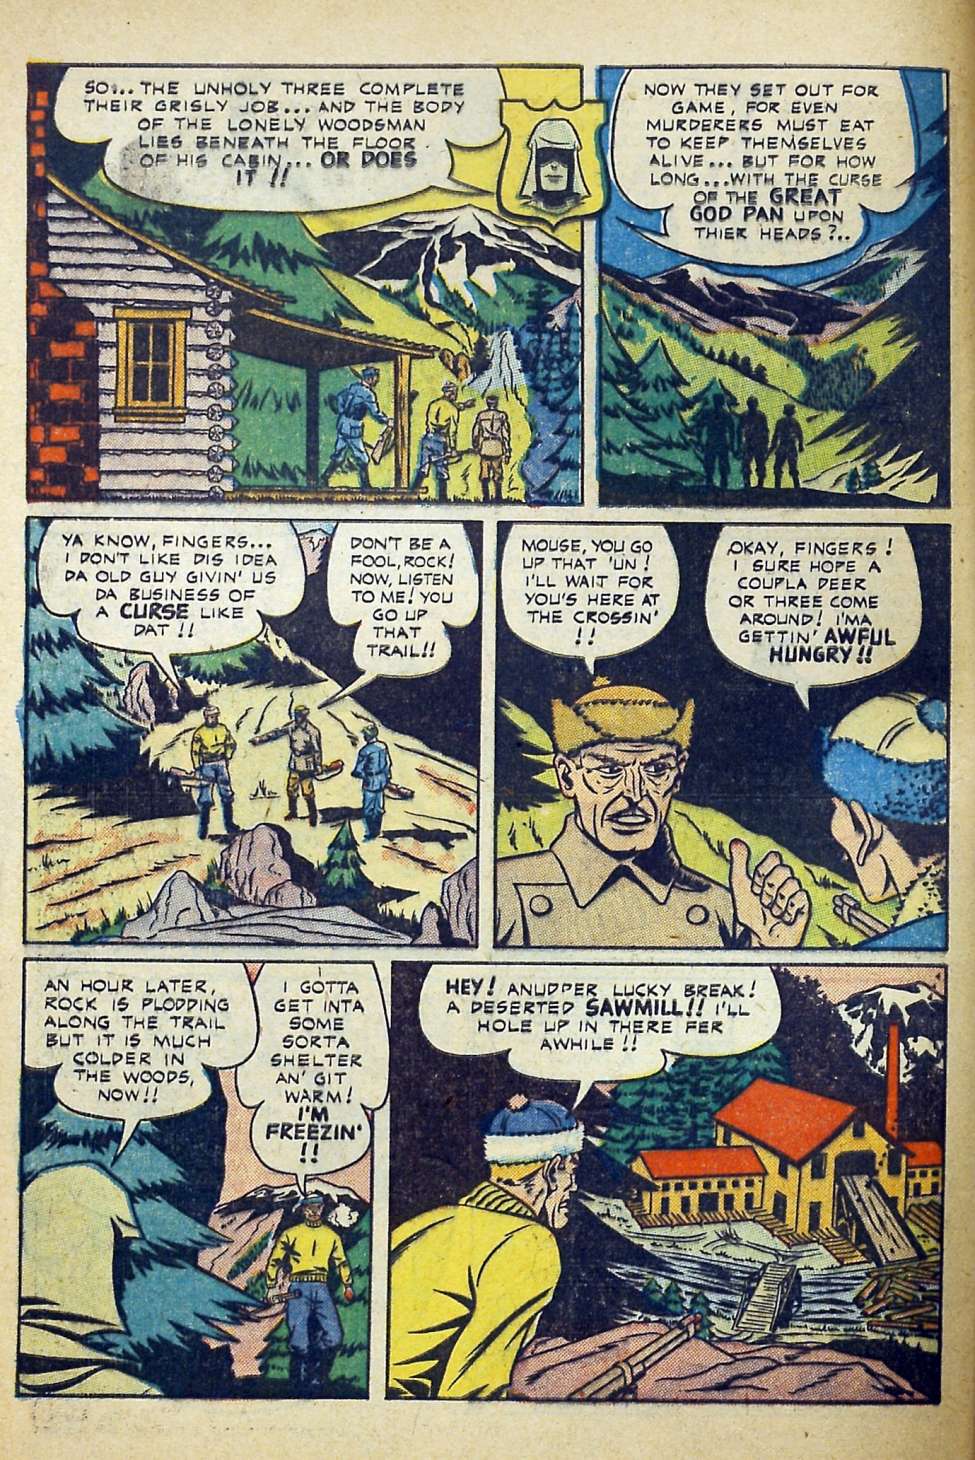 SO... THE UNHOLY THREE COMPLETE
THEIR GRISLY JOB... AND THE BODY
OF THE LONELY WOODSMAN
LIES BENEATH THE FLOOR
OF HIS CABIN... OR DOES
IT!!
NOW THEY SET OUT FOR
GAME, FOR EVEN
MURDERERS MUST EAT
TO KEEP THEMSELVES
ALIVE... BUT FOR HOW
LONG...WITH THE CURSE
OF THE GREAT
GOD PAN UPON
THIER HEADS?..
YA KNOW, FINGERS...
I DON'T LIKE DIS IDEA
DA OLD GUY GIVIN' US
DA BUSINESS OF
A CURSE LIKE
DAT!!
DON'T BE A
FOOL, ROCK!
NOW, LISTEN
TO ME! YOU
GO UP
THAT
TRAIL!!
MOUSE, YOU GO
UP THAT 'UN!
I'LL WAIT FOR
YOU'S HERE AT
THE CROSSIN'
!!
OKAY, FINGERS!
I SURE HOPE A
COUPLA DEER
OR THREE COME
AROUND! I'MA
GETTIN' AWFUL
HUNGRY!!
AN HOUR LATER,
ROCK IS PLODDING
ALONG THE TRAIL
BUT IT IS MUCH
COLDER IN
THE WOODS,
NOW!!
I GOTTA
GET INTA
SOME
SORTA
SHELTER
AN' GIT
WARM!
I'M
FREEZIN'
!!
HEY! ANUDDER LUCKY BREAK!
A DESERTED SAWMILL!! I'LL
HOLE UP IN THERE FER
AWHILE!!